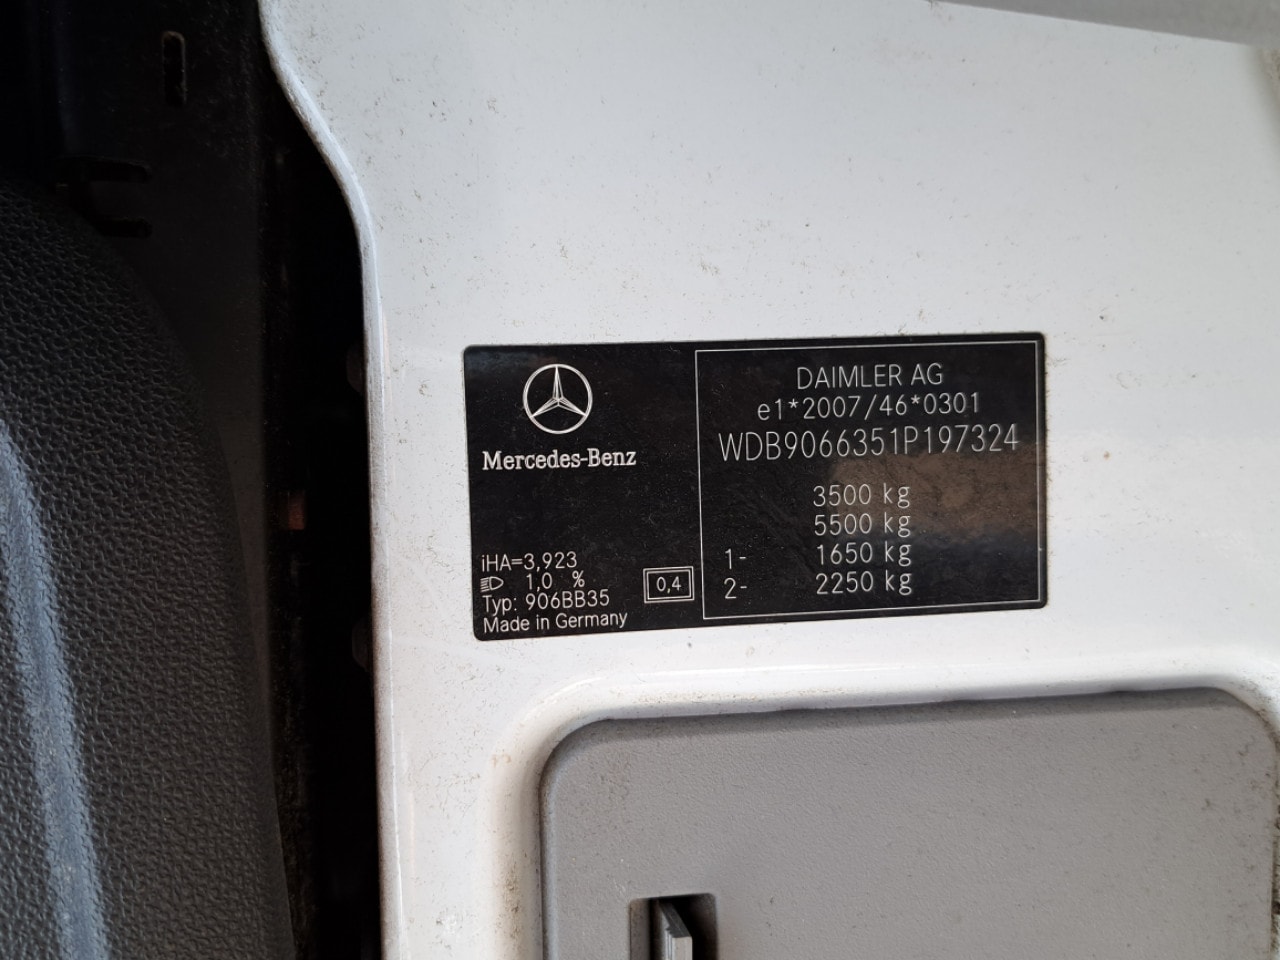 Mercedes-Benz
iHA=3,923
1,0 %
Typ: 906BB35
Made in Germany
0,4
DAIMLER AG
e1*2007/46*0301
WDB9066351P197324
3500 kg
5500 kg
1- 1650 kg
2- 2250 kg